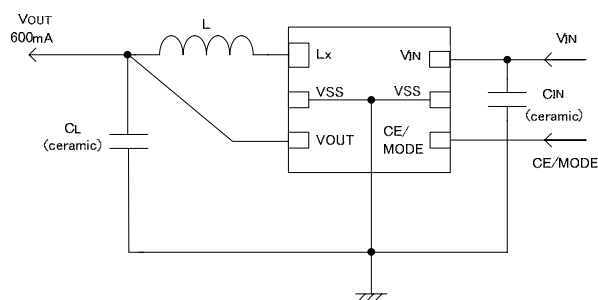 VOUT
600mA
L
Lx
VIN
VIN
VSS
VSS
CIN
(ceramic)
CL
(ceramic)
VOUT
CE/
MODE
CE/MODE